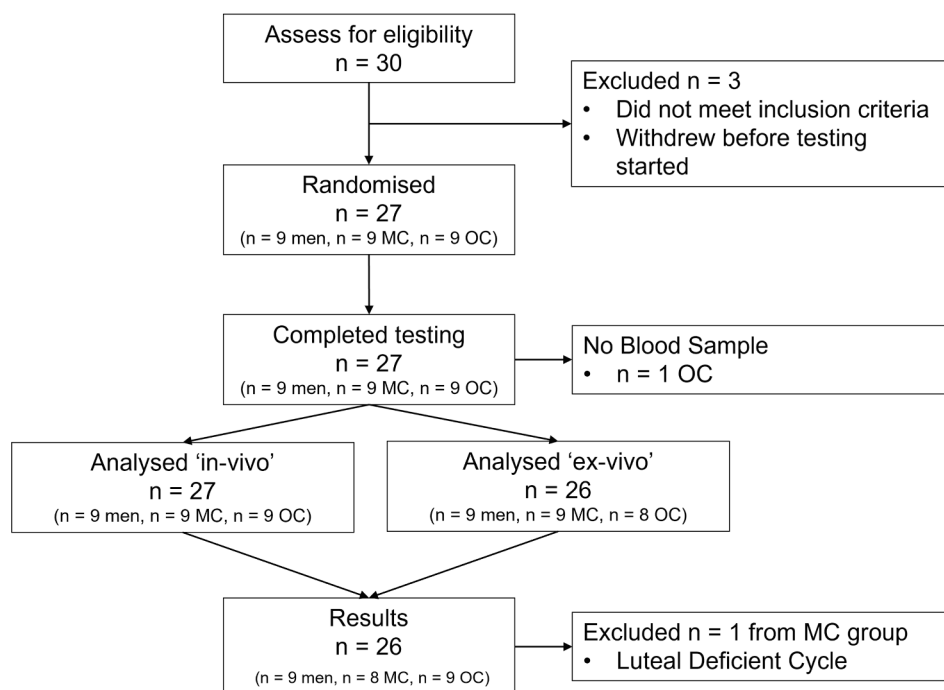 Assess for eligibility
n = 30
Excluded n = 3
• Did not meet inclusion criteria
• Withdrew before testing
started
Randomised
n = 27
(n = 9 men, n = 9 MC, n = 9 OC)
Completed testing
n = 27
(n = 9 men, n = 9 MC, n = 9 OC)
No Blood Sample
• n = 1 OC
Analysed ‘in-vivo’
n = 27
(n = 9 men, n = 9 MC, n = 9 OC)
Analysed ‘ex-vivo’
n = 26
(n = 9 men, n = 9 MC, n = 8 OC)
Results
n = 26
(n = 9 men, n = 8 MC, n = 9 OC)
Excluded n = 1 from MC group
• Luteal Deficient Cycle